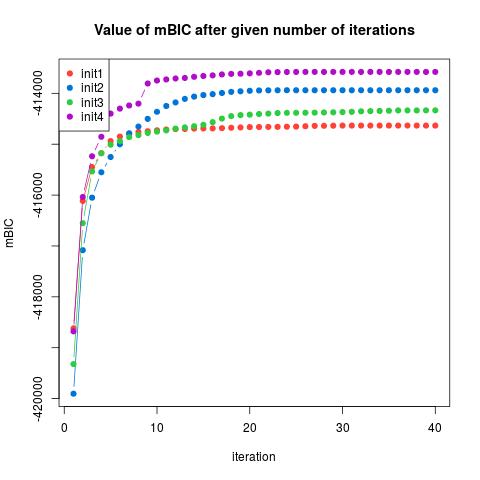 Value of mBIC after given number of iterations
init1
init2
init3
init4
-414000
-416000
-418000
-420000
mBIC
0 10 20 30 40
iteration